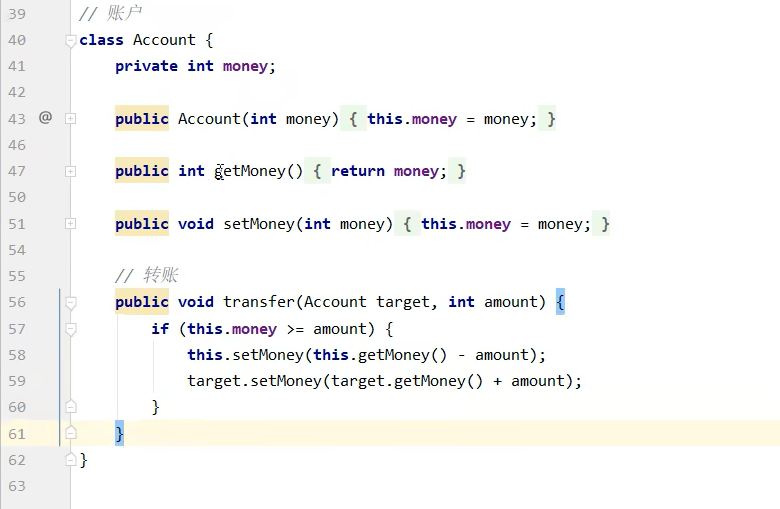 39 // 账户
40 class Account {
41 private int money;
42
43 @ public Account(int money) { this.money = money; }
46
47 public int getMoney() { return money; }
50
51 public void setMoney(int money) { this.money = money; }
54
55 // 转账
56 public void transfer(Account target, int amount) {
57 if (this.money >= amount) {
58 this.setMoney(this.getMoney() - amount);
59 target.setMoney(target.getMoney() + amount);
60 }
61 }
62 }
63